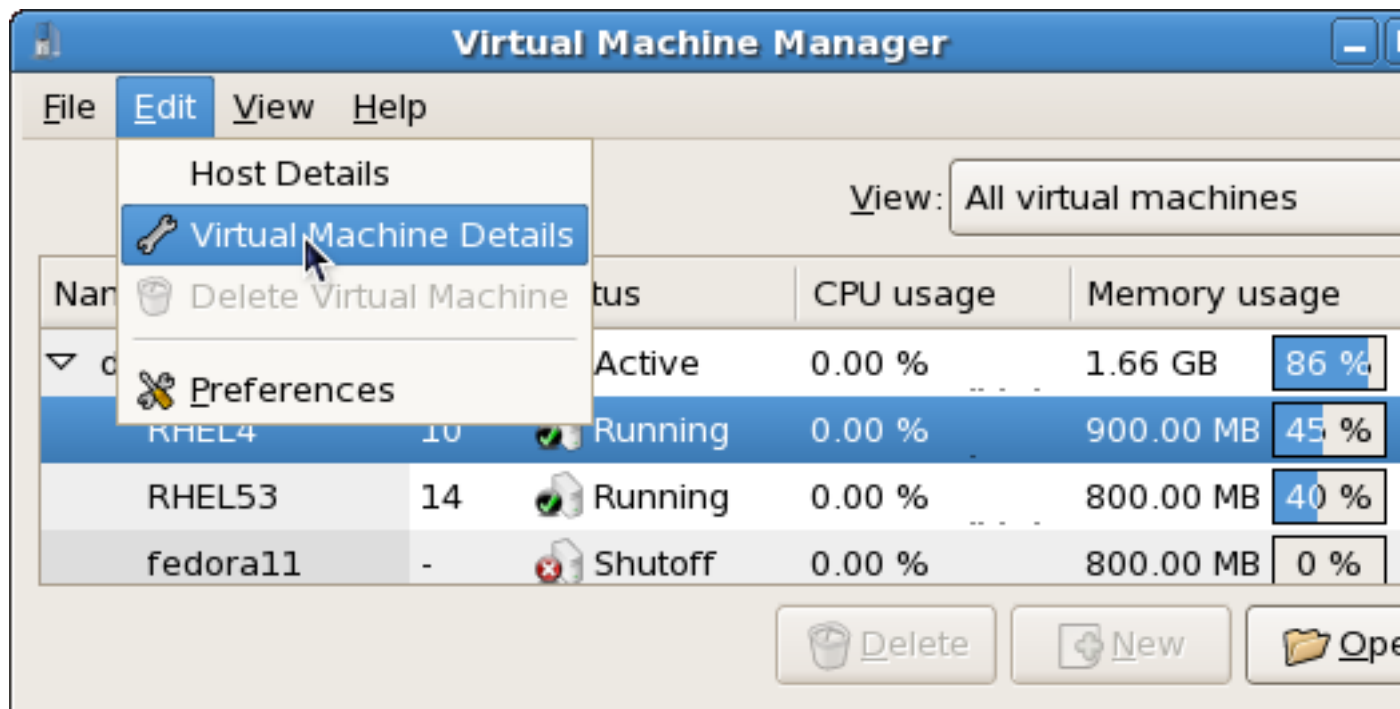 Virtual Machine Manager
File Edit View Help
Host Details
View: All virtual machines
Virtual Machine Details
Delete Virtual Machine
CPU usage Memory usage
Active 0.00 % 1.66 GB 86 %
Preferences
RHEL4 10 Running 0.00 % 900.00 MB 45 %
RHEL53 14 Running 0.00 % 800.00 MB 40 %
fedora11 - Shutoff 0.00 % 800.00 MB 0 %
Delete New